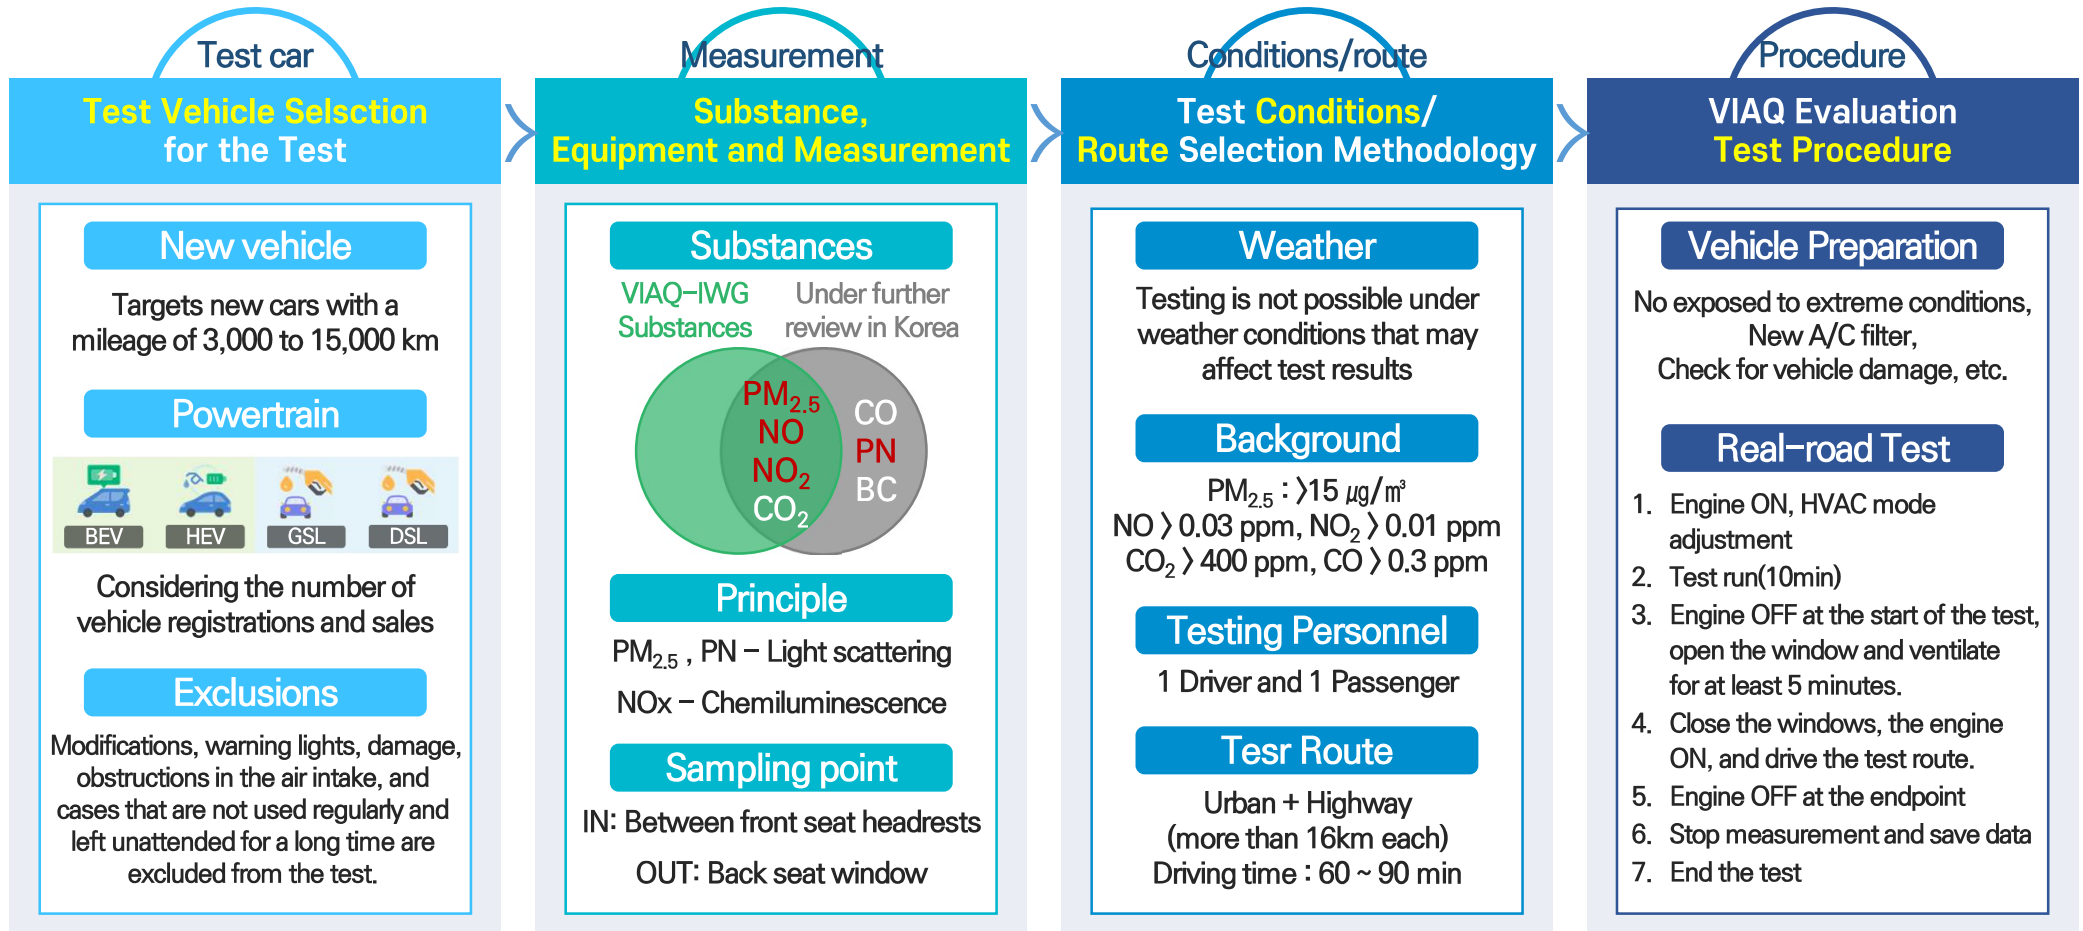 Test car
Test Vehicle Selsction
for the Test
New vehicle
Targets new cars with a
mileage of 3,000 to 15,000 km
Powertrain
BEV
HEV
GSL
DSL
Considering the number of
vehicle registrations and sales
Exclusions
Modifications, warning lights, damage,
obstructions in the air intake, and
cases that are not used regularly and
left unattended for a long time are
excluded from the test.
Measurement
Substance,
Equipment and Measurement
Substances
VIAQ-IWG
Substances
Under further
review in Korea
PM2.5
NO
NO2
CO2
CO
PN
BC
Principle
PM2.5 , PN - Light scattering
NOx - Chemiluminescence
Sampling point
IN: Between front seat headrests
OUT: Back seat window
Conditions/route
Test Conditions/
Route Selection Methodology
Weather
Testing is not possible under
weather conditions that may
affect test results
Background
PM2.5 : >15 ㎍/㎥
NO > 0.03 ppm, NO2 > 0.01 ppm
CO2 > 400 ppm, CO > 0.3 ppm
Testing Personnel
1 Driver and 1 Passenger
Tesr Route
Urban + Highway
(more than 16km each)
Driving time : 60 ~ 90 min
Procedure
VIAQ Evaluation
Test Procedure
Vehicle Preparation
No exposed to extreme conditions,
New A/C filter,
Check for vehicle damage, etc.
Real-road Test
1. Engine ON, HVAC mode
adjustment
2. Test run(10min)
3. Engine OFF at the start of the test,
open the window and ventilate
for at least 5 minutes.
4. Close the windows, the engine
ON, and drive the test route.
5. Engine OFF at the endpoint
6. Stop measurement and save data
7. End the test